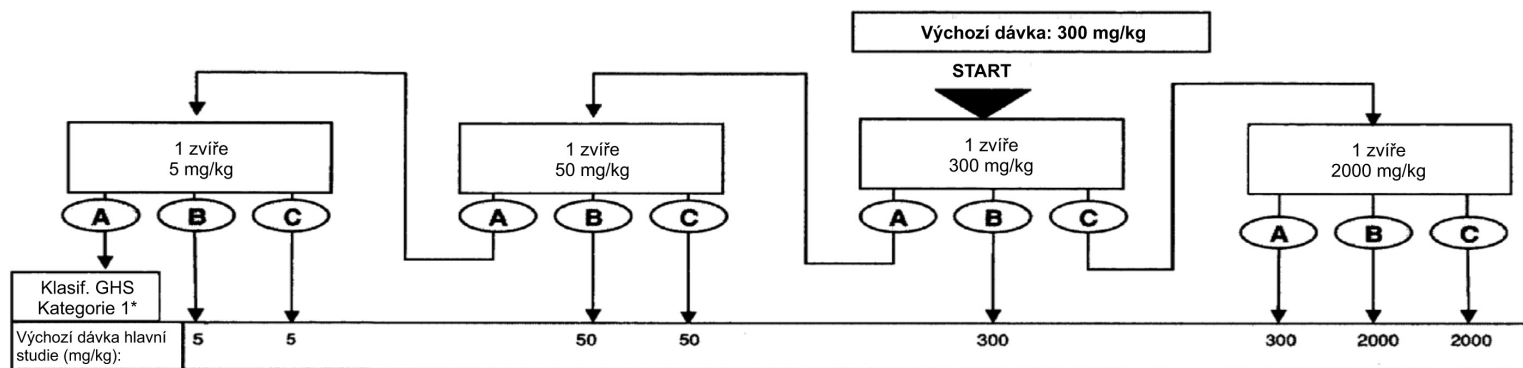 Výchozí dávka: 300 mg/kg
START
1 zvíře
5 mg/kg
1 zvíře
50 mg/kg
1 zvíře
300 mg/kg
1 zvíře
2000 mg/kg
A B C A B C A B C A B C
Klasif. GHS
Kategorie 1*
Výchozí dávka hlavní
studie (mg/kg):
5 5 50 50 300 300 2000 2000